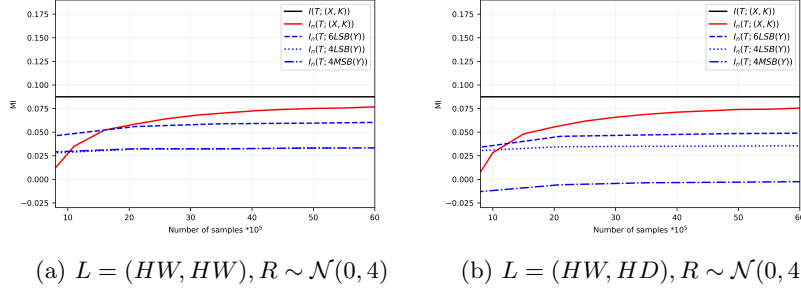 0.175
0.150
0.125
0.100
0.075
0.050
0.025
0.000
−0.025
MI
10 20 30 40 50 60
Number of samples *10⁵
I(T; (X, K))
Iₙ(T; (X, K))
Iₙ(T; 6LSB(Y))
Iₙ(T; 4LSB(Y))
Iₙ(T; 4MSB(Y))
(a) L = (HW, HW), R ∼ 𝒩(0, 4)
0.175
0.150
0.125
0.100
0.075
0.050
0.025
0.000
−0.025
MI
10 20 30 40 50 60
Number of samples *10⁵
I(T; (X, K))
Iₙ(T; (X, K))
Iₙ(T; 6LSB(Y))
Iₙ(T; 4LSB(Y))
Iₙ(T; 4MSB(Y))
(b) L = (HW, HD), R ∼ 𝒩(0, 4